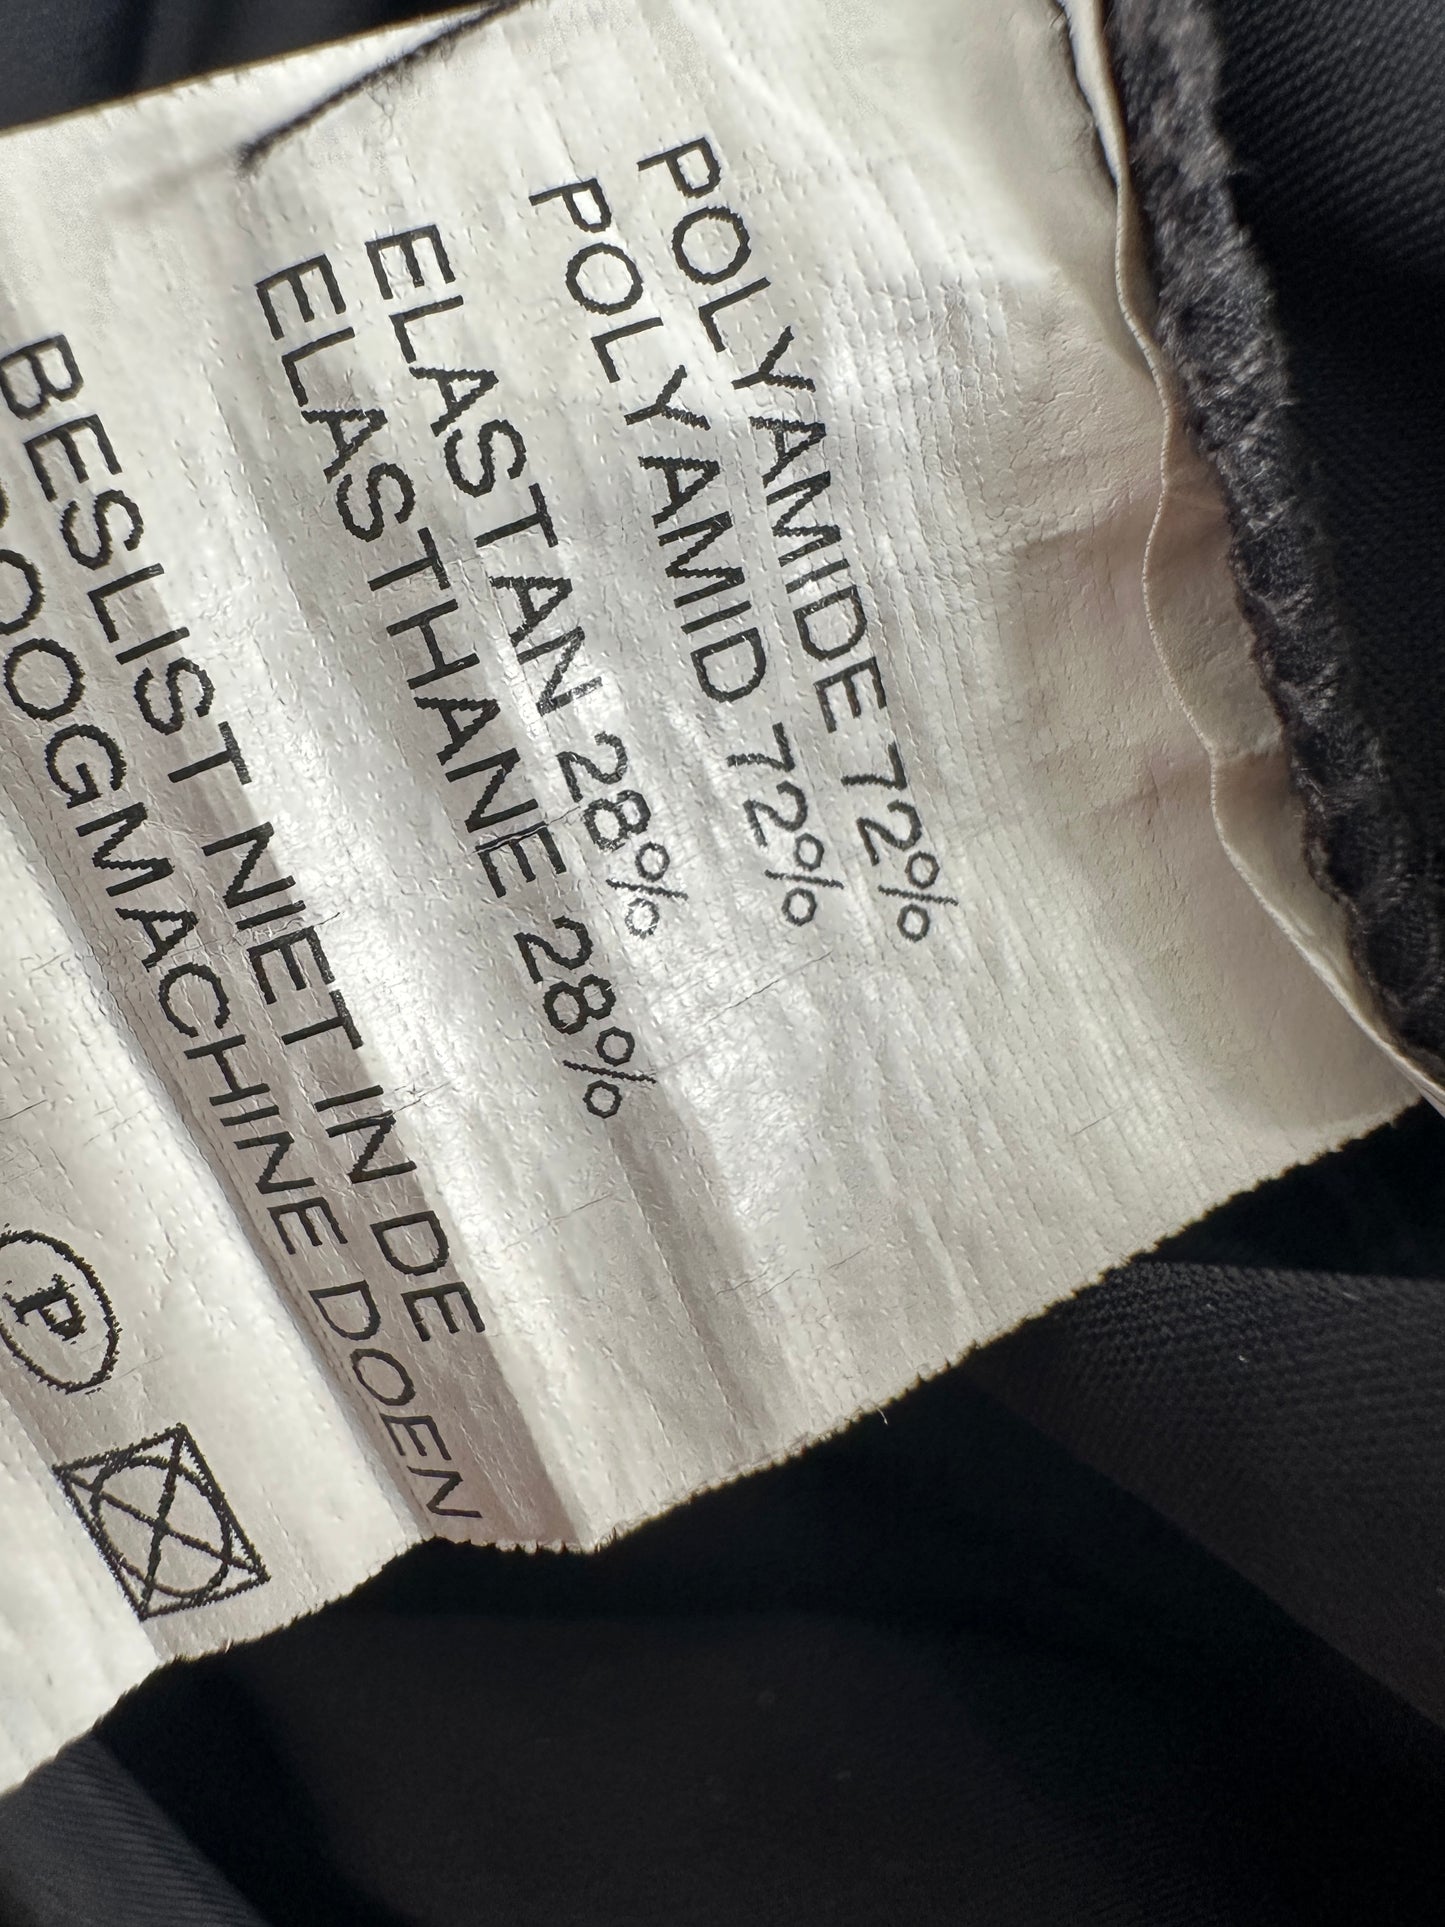 POLYAMIDE 72%
POLYAMID 72%
ELASTAN 28%
ELASTHANE 28%
BESLIST NIET IN DE
DROOGMACHINE DOEN
P